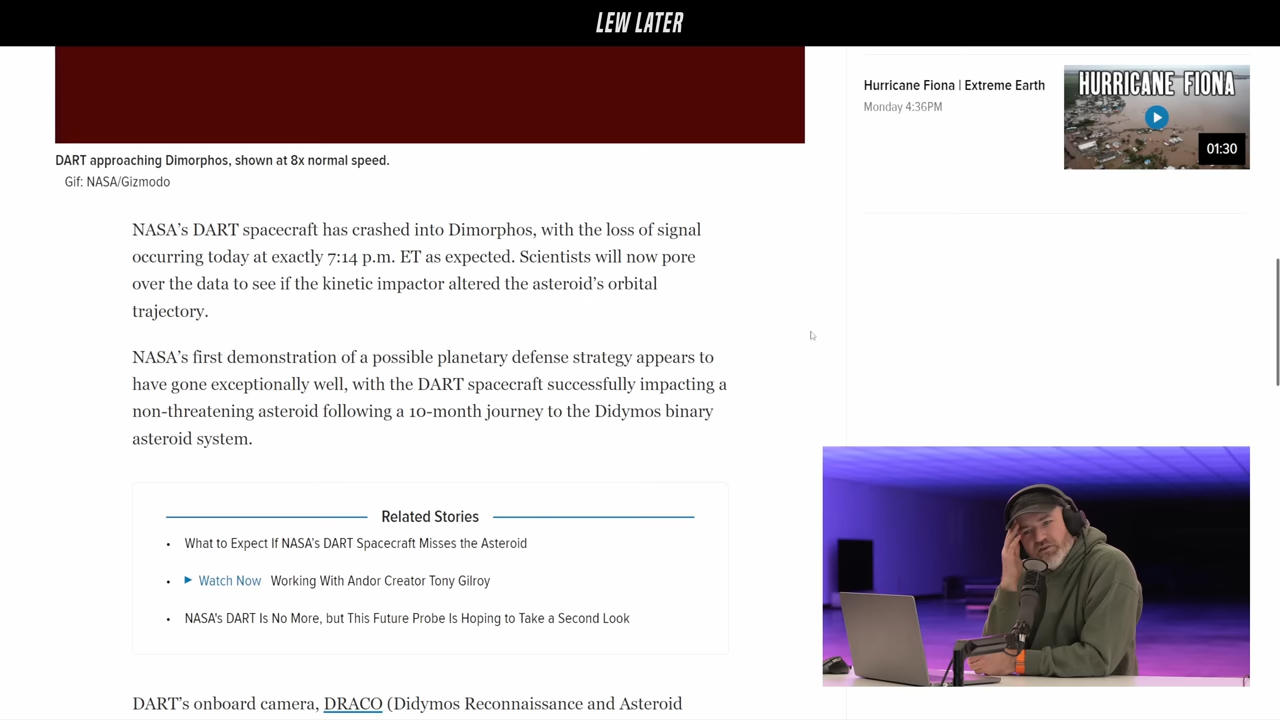 LEW LATER
Hurricane Fiona | Extreme Earth
Monday 4:36PM
HURRICANE FIONA
01:30
DART approaching Dimorphos, shown at 8x normal speed.
Gif: NASA/Gizmodo
NASA’s DART spacecraft has crashed into Dimorphos, with the loss of signal
occurring today at exactly 7:14 p.m. ET as expected. Scientists will now pore
over the data to see if the kinetic impactor altered the asteroid’s orbital
trajectory.
NASA’s first demonstration of a possible planetary defense strategy appears to
have gone exceptionally well, with the DART spacecraft successfully impacting a
non-threatening asteroid following a 10-month journey to the Didymos binary
asteroid system.
Related Stories
• What to Expect If NASA’s DART Spacecraft Misses the Asteroid
• Watch Now Working With Andor Creator Tony Gilroy
• NASA's DART Is No More, but This Future Probe Is Hoping to Take a Second Look
DART’s onboard camera, DRACO (Didymos Reconnaissance and Asteroid